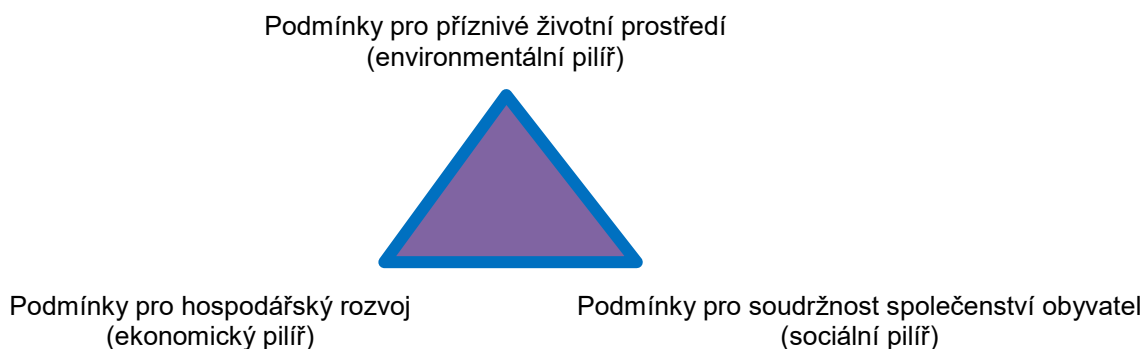 Podmínky pro příznivé životní prostředí
(environmentální pilíř)
Podmínky pro hospodářský rozvoj
(ekonomický pilíř)
Podmínky pro soudržnost společenství obyvatel
(sociální pilíř)